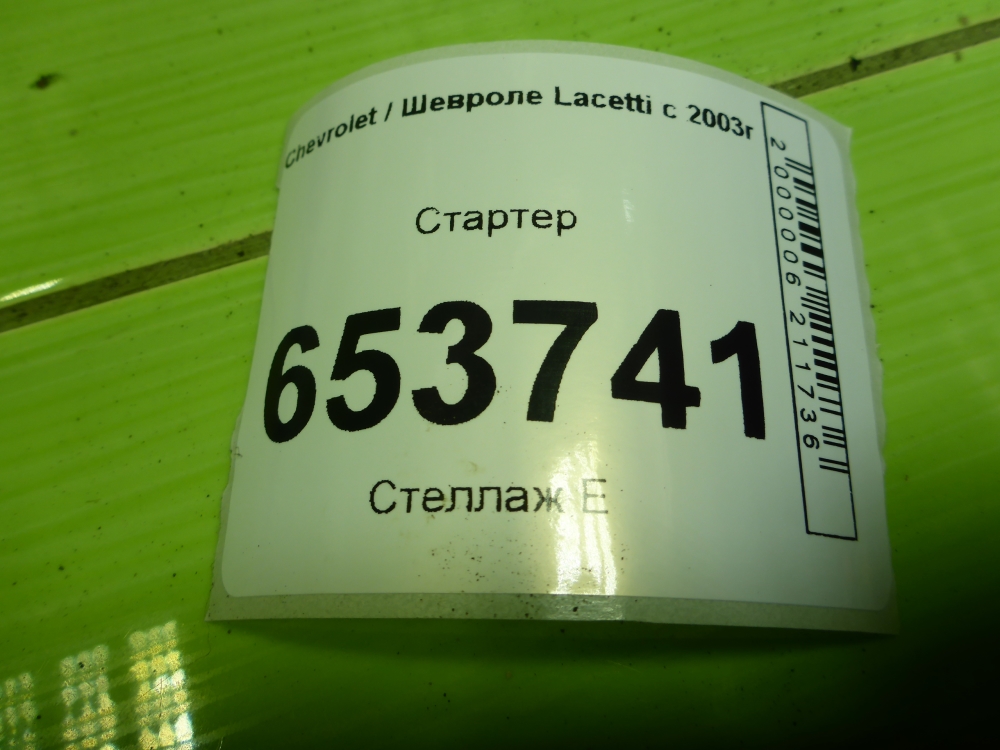 Chevrolet / Шевроле Lacetti с 2003г
Стартер
653741
Стеллаж Е
2000006211736